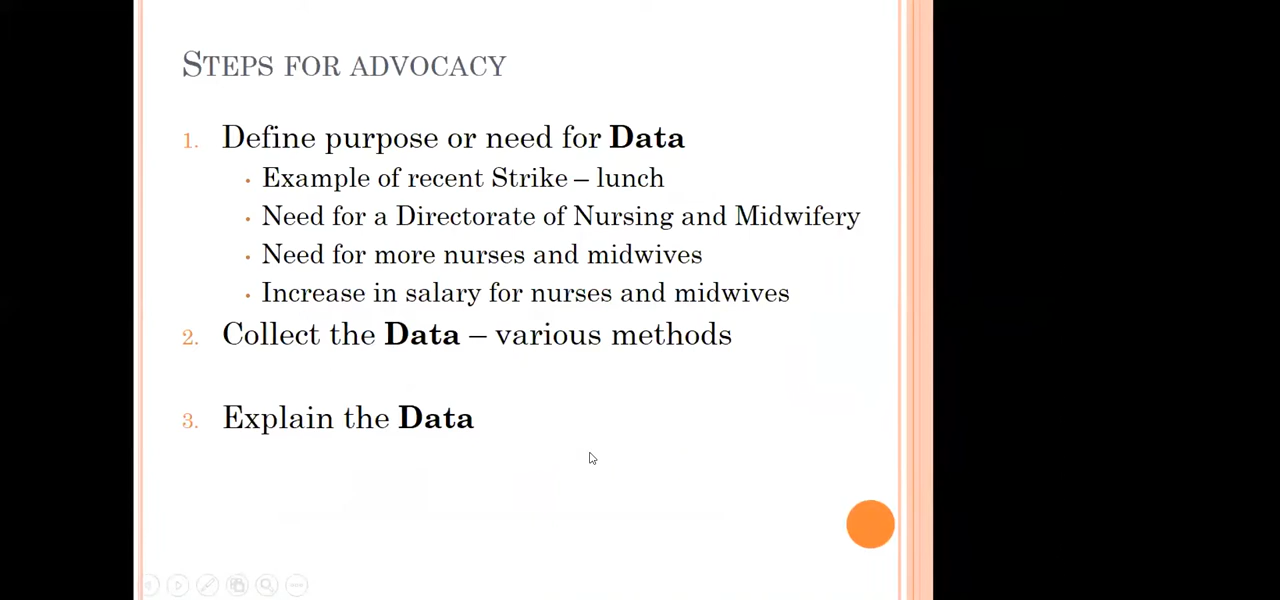 STEPS FOR ADVOCACY
1. Define purpose or need for Data
• Example of recent Strike – lunch
• Need for a Directorate of Nursing and Midwifery
• Need for more nurses and midwives
• Increase in salary for nurses and midwives
2. Collect the Data – various methods
3. Explain the Data